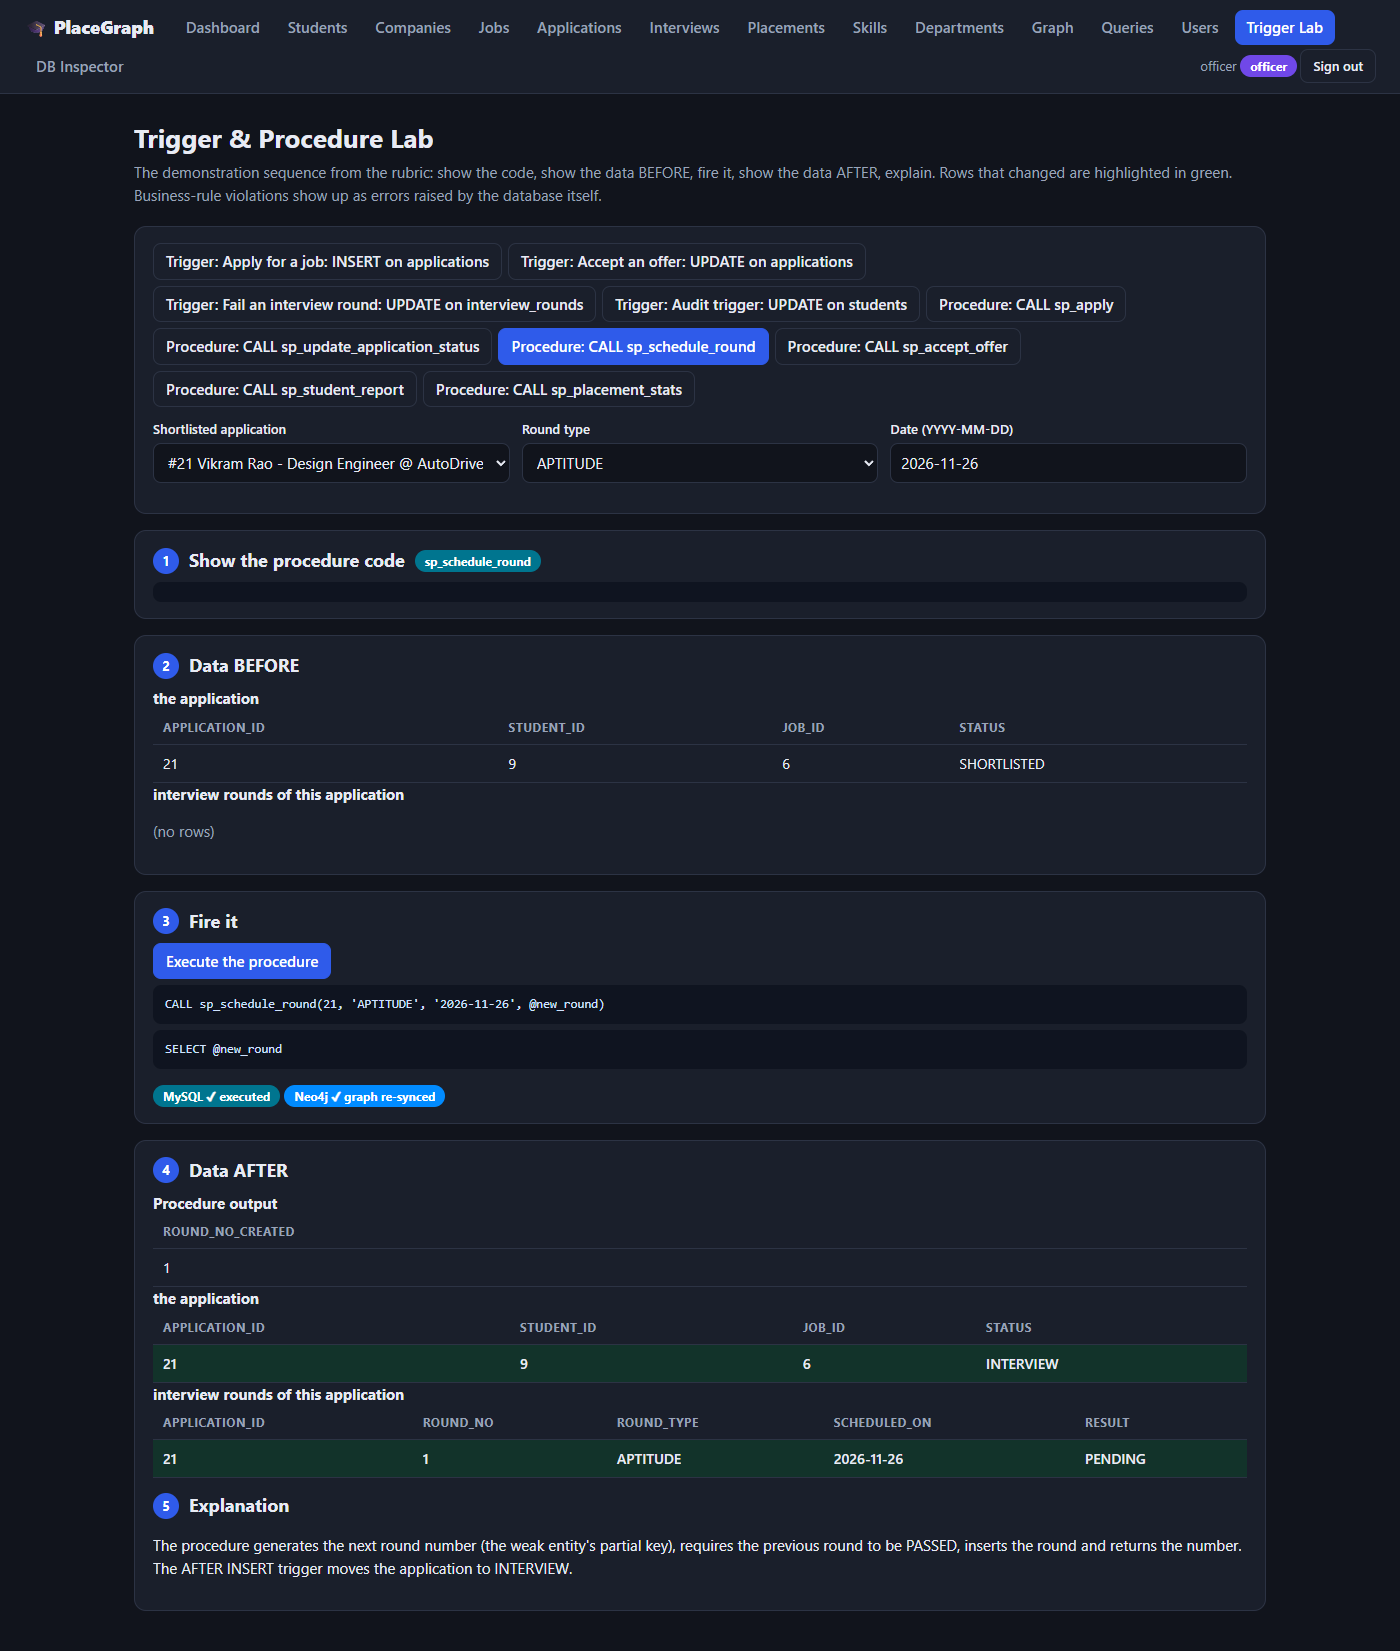 PlaceGraph Dashboard Students Companies Jobs Applications Interviews Placements Skills Departments Graph Queries Users Trigger Lab
DB Inspector officer officer Sign out
Trigger & Procedure Lab
The demonstration sequence from the rubric: show the code, show the data BEFORE, fire it, show the data AFTER, explain. Rows that changed are highlighted in green.
Business-rule violations show up as errors raised by the database itself.
Trigger: Apply for a job: INSERT on applications Trigger: Accept an offer: UPDATE on applications
Trigger: Fail an interview round: UPDATE on interview_rounds Trigger: Audit trigger: UPDATE on students Procedure: CALL sp_apply
Procedure: CALL sp_update_application_status Procedure: CALL sp_schedule_round Procedure: CALL sp_accept_offer
Procedure: CALL sp_student_report Procedure: CALL sp_placement_stats
Shortlisted application Round type Date (YYYY-MM-DD)
#21 Vikram Rao - Design Engineer @ AutoDrive APTITUDE 2026-11-26
1 Show the procedure code sp_schedule_round
2 Data BEFORE
the application
APPLICATION_ID STUDENT_ID JOB_ID STATUS
21 9 6 SHORTLISTED
interview rounds of this application
(no rows)
3 Fire it
Execute the procedure
CALL sp_schedule_round(21, 'APTITUDE', '2026-11-26', @new_round)
SELECT @new_round
MySQL ✓ executed Neo4j ✓ graph re-synced
4 Data AFTER
Procedure output
ROUND_NO_CREATED
1
the application
APPLICATION_ID STUDENT_ID JOB_ID STATUS
21 9 6 INTERVIEW
interview rounds of this application
APPLICATION_ID ROUND_NO ROUND_TYPE SCHEDULED_ON RESULT
21 1 APTITUDE 2026-11-26 PENDING
5 Explanation
The procedure generates the next round number (the weak entity's partial key), requires the previous round to be PASSED, inserts the round and returns the number.
The AFTER INSERT trigger moves the application to INTERVIEW.